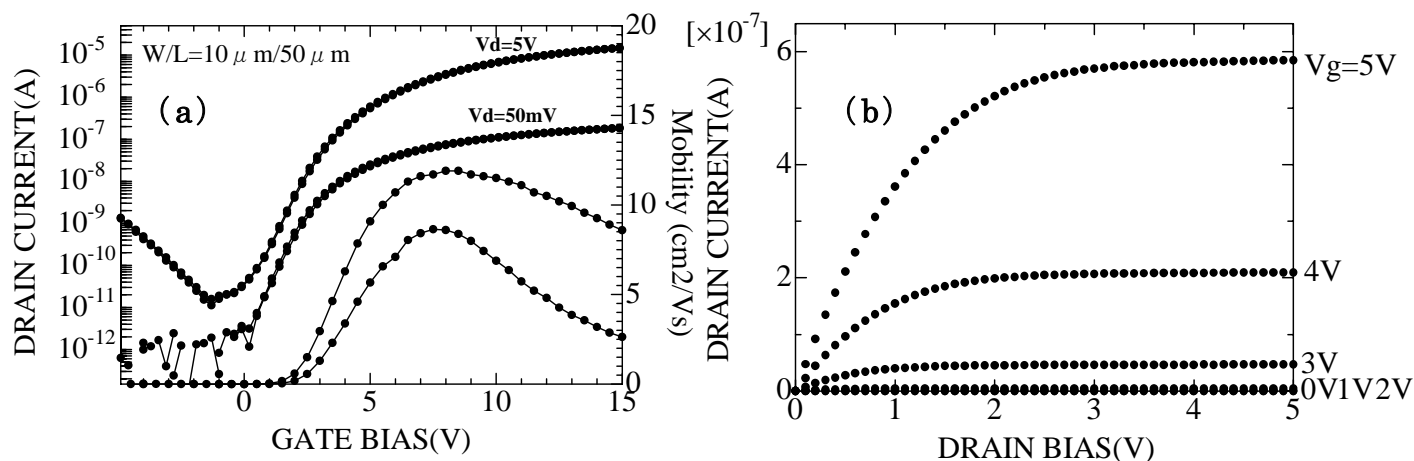 W/L=10μm/50μm
(a)
Vd=5V
Vd=50mV
10-5
10-6
10-7
10-8
10-9
10-10
10-11
10-12
DRAIN CURRENT(A)
20
15
10
5
0
Mobility (cm2/Vs)
0 5 10 15
GATE BIAS(V)
[×10-7]
(b)
6
4
2
0
DRAIN CURRENT(A)
Vg=5V
4V
3V
0V1V2V
0 1 2 3 4 5
DRAIN BIAS(V)